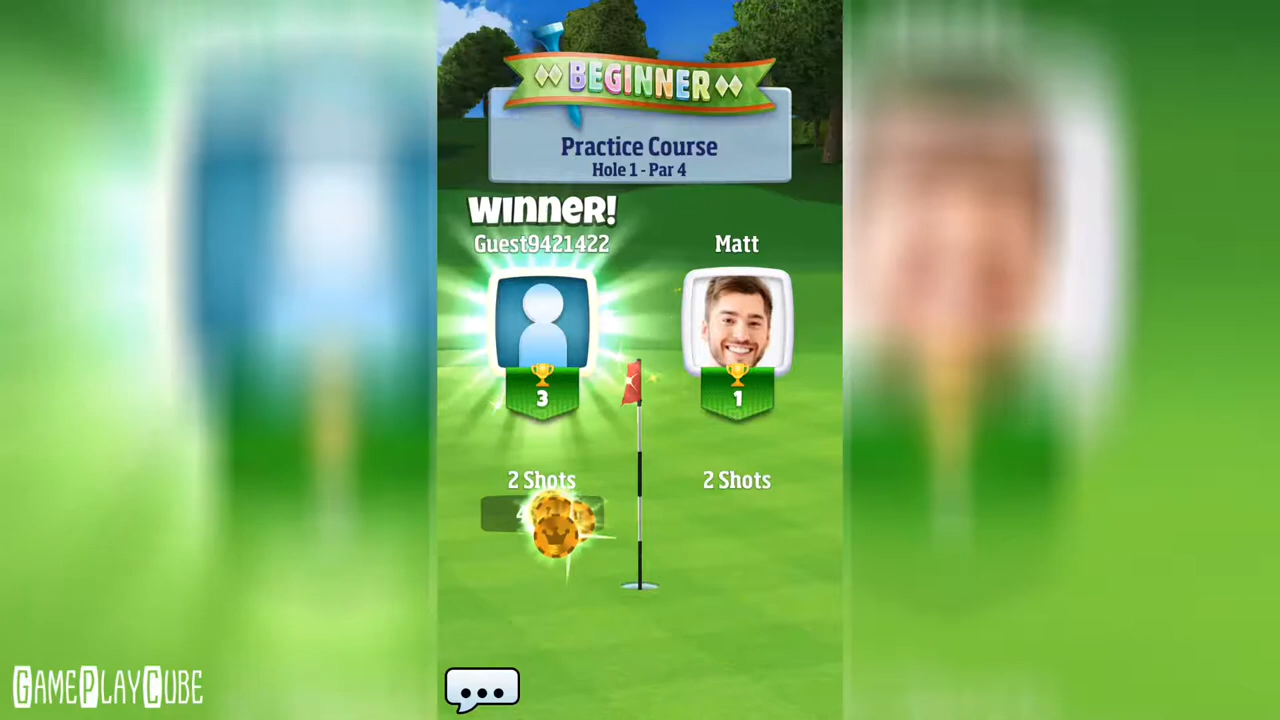 BEGINNER
Practice Course
Hole 1 - Par 4
WINNER!
Guest9421422
Matt
3
1
2 Shots
2 Shots
GAMEPLAYCUBE